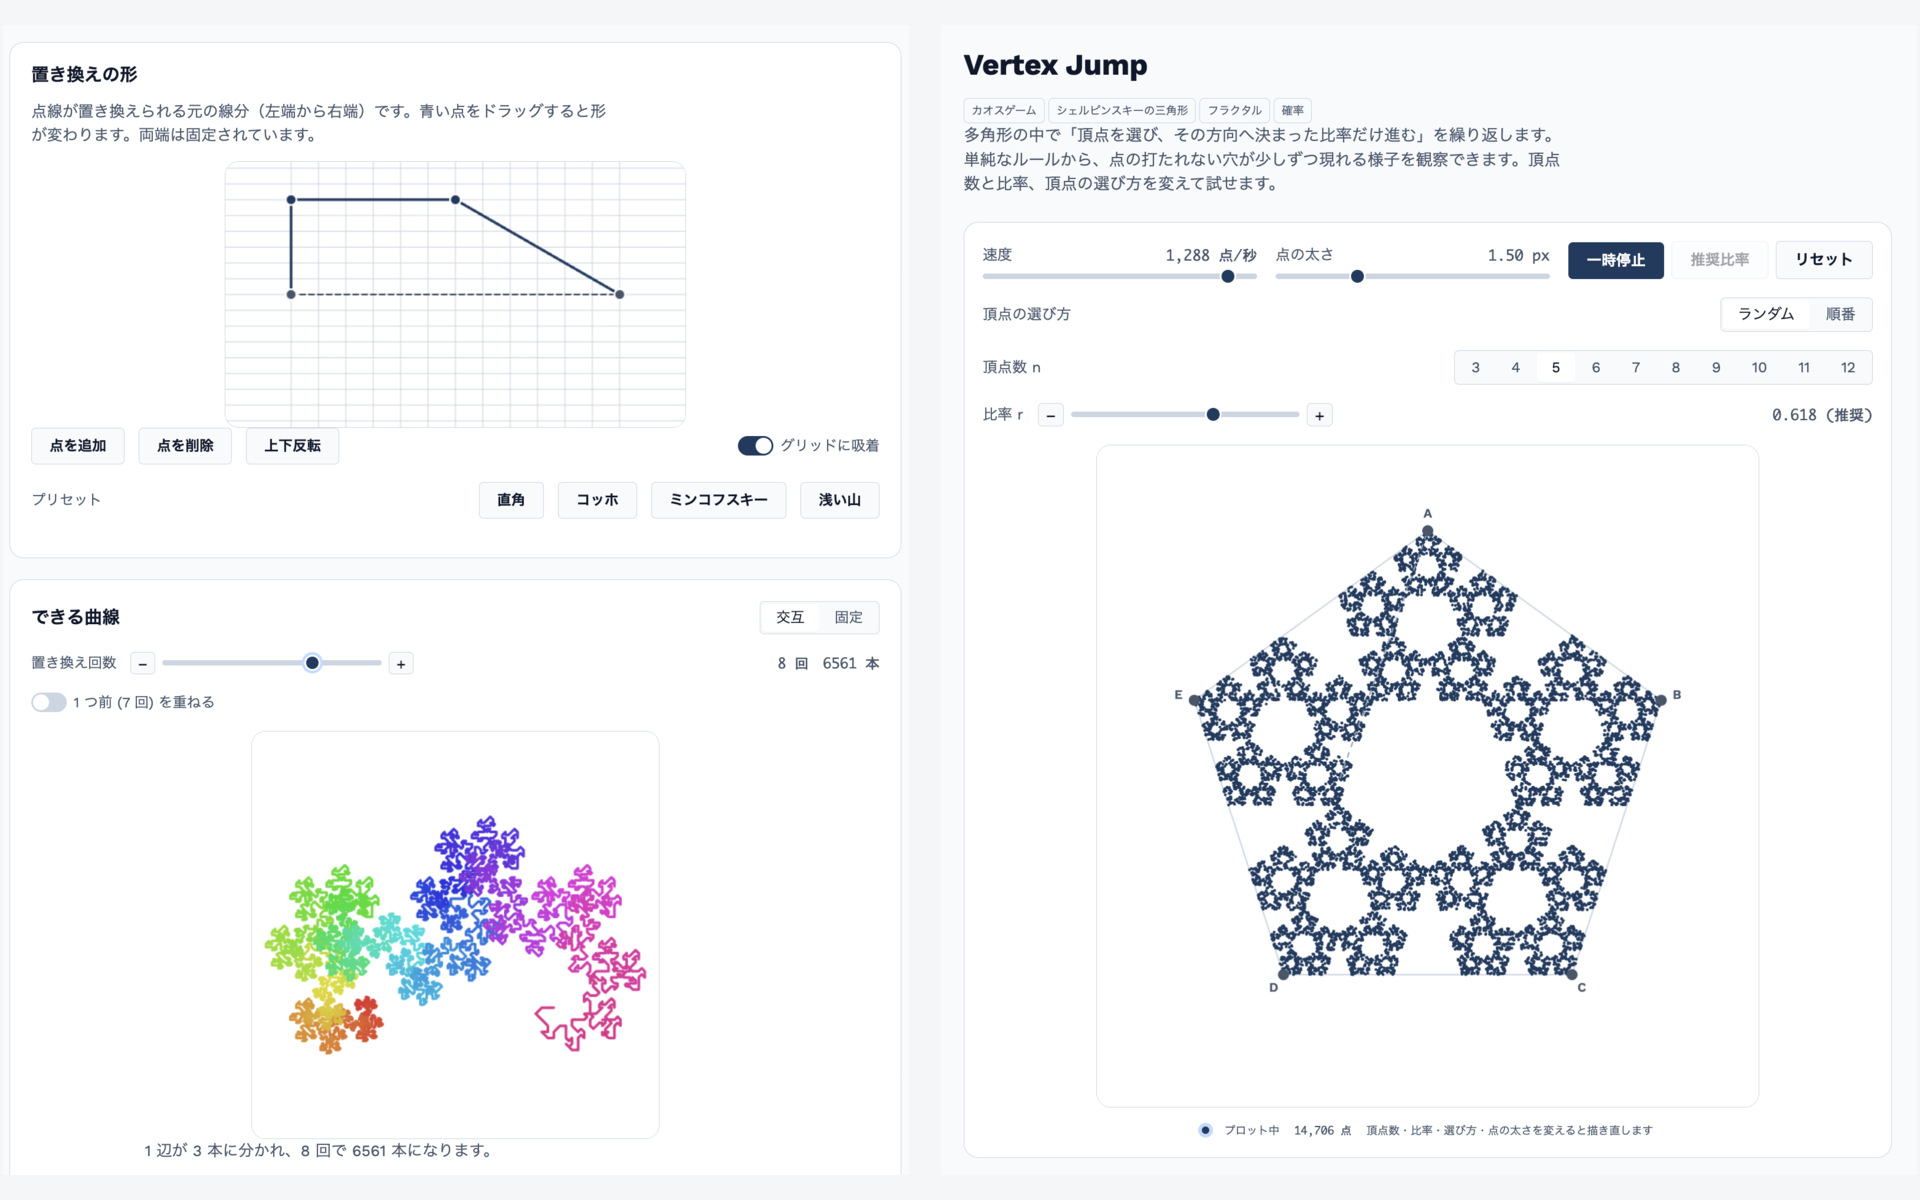 置き換えの形
点線が置き換えられる元の線分（左端から右端）です。青い点をドラッグすると形
が変わります。両端は固定されています。
点を追加 点を削除 上下反転 グリッドに吸着
プリセット 直角 コッホ ミンコフスキー 浅い山
できる曲線 交互 固定
置き換え回数 − + 8 回 6561 本
1 つ前 (7 回) を重ねる
1 辺が 3 本に分かれ、8 回で 6561 本になります。
Vertex Jump
カオスゲーム シェルピンスキーの三角形 フラクタル 確率
多角形の中で「頂点を選び、その方向へ決まった比率だけ進む」を繰り返します。
単純なルールから、点の打たれない穴が少しずつ現れる様子を観察できます。頂点
数と比率、頂点の選び方を変えて試せます。
速度 1,288 点/秒 点の太さ 1.50 px 一時停止 推奨比率 リセット
頂点の選び方 ランダム 順番
頂点数 n 3 4 5 6 7 8 9 10 11 12
比率 r − + 0.618 (推奨)
A
E B
D C
プロット中 14,706 点 頂点数・比率・選び方・点の太さを変えると描き直します